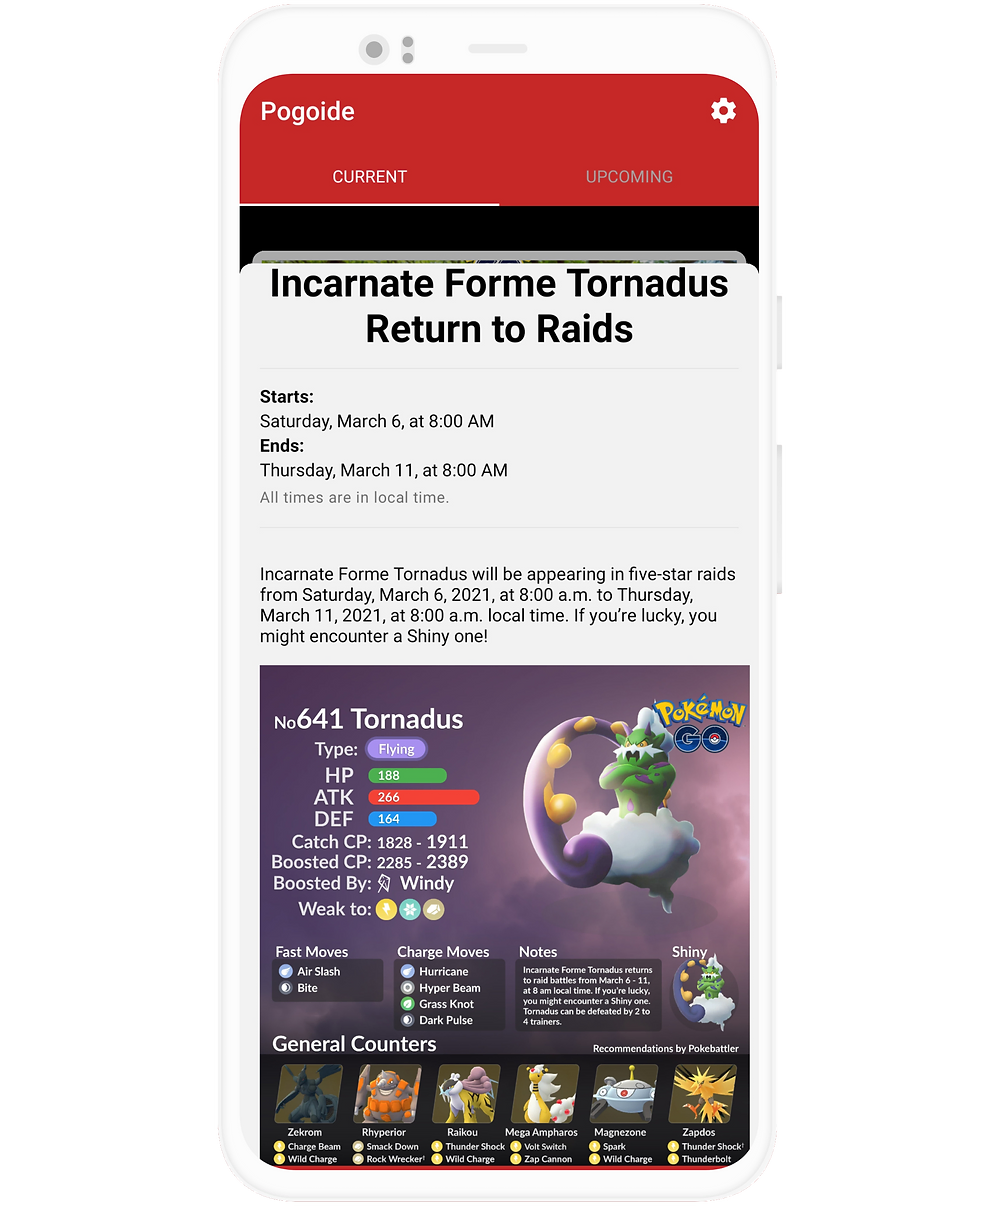 Pogoide
CURRENT
UPCOMING
Incarnate Forme Tornadus
Return to Raids
Starts:
Saturday, March 6, at 8:00 AM
Ends:
Thursday, March 11, at 8:00 AM
All times are in local time.
Incarnate Forme Tornadus will be appearing in five-star raids
from Saturday, March 6, 2021, at 8:00 a.m. to Thursday,
March 11, 2021, at 8:00 a.m. local time. If you’re lucky, you
might encounter a Shiny one!
POKéMON
GO
No641 Tornadus
Type: Flying
HP 188
ATK 266
DEF 164
Catch CP: 1828 - 1911
Boosted CP: 2285 - 2389
Boosted By: Windy
Weak to:
Fast Moves
Air Slash
Bite
Charge Moves
Hurricane
Hyper Beam
Grass Knot
Dark Pulse
Notes
Incarnate Forme Tornadus returns
to raid battles from March 6 - 11,
at 8 am local time. If you're lucky,
you might encounter a Shiny one.
Tornadus can be defeated by 2 to
4 trainers.
Shiny
General Counters
Recommendations by Pokebattler
Zekrom
Charge Beam
Wild Charge
Rhyperior
Smack Down
Rock Wrecker!
Raikou
Thunder Shock
Wild Charge
Mega Ampharos
Volt Switch
Zap Cannon
Magnezone
Spark
Wild Charge
Zapdos
Thunder Shock!
Thunderbolt